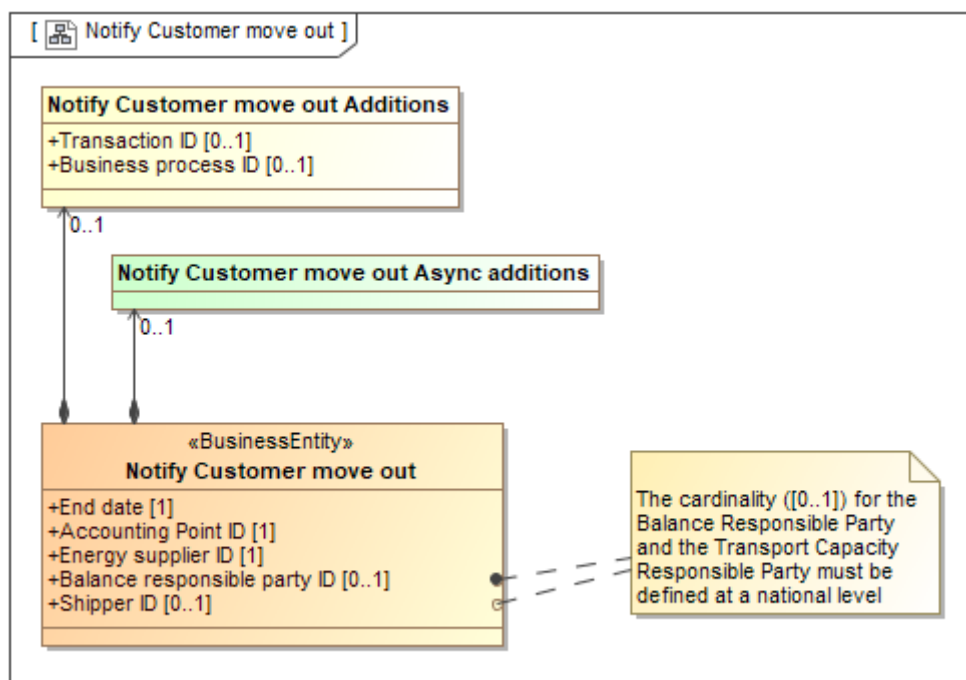 [ Notify Customer move out ]
Notify Customer move out Additions
+Transaction ID [0..1]
+Business process ID [0..1]
0..1
Notify Customer move out Async additions
0..1
«BusinessEntity»
Notify Customer move out
+End date [1]
+Accounting Point ID [1]
+Energy supplier ID [1]
+Balance responsible party ID [0..1]
+Shipper ID [0..1]
The cardinality ([0..1]) for the
Balance Responsible Party
and the Transport Capacity
Responsible Party must be
defined at a national level